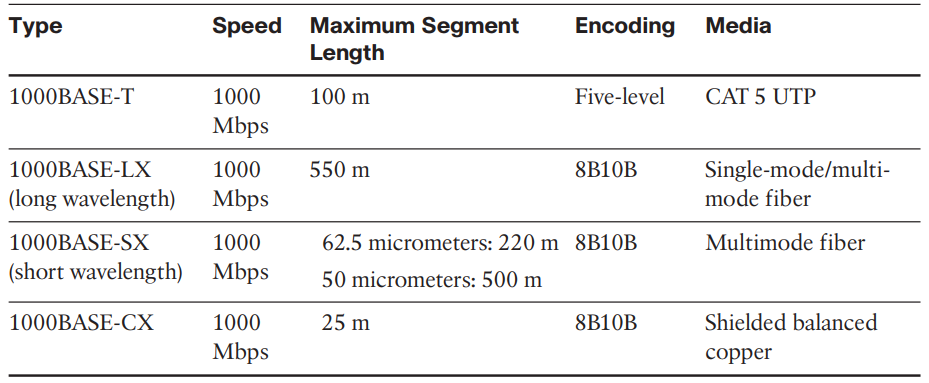 Type Speed Maximum Segment Length Encoding Media
1000BASE-T 1000 Mbps 100 m Five-level CAT 5 UTP
1000BASE-LX (long wavelength) 1000 Mbps 550 m 8B10B Single-mode/multi-mode fiber
1000BASE-SX (short wavelength) 1000 Mbps 62.5 micrometers: 220 m 50 micrometers: 500 m 8B10B Multimode fiber
1000BASE-CX 1000 Mbps 25 m 8B10B Shielded balanced copper